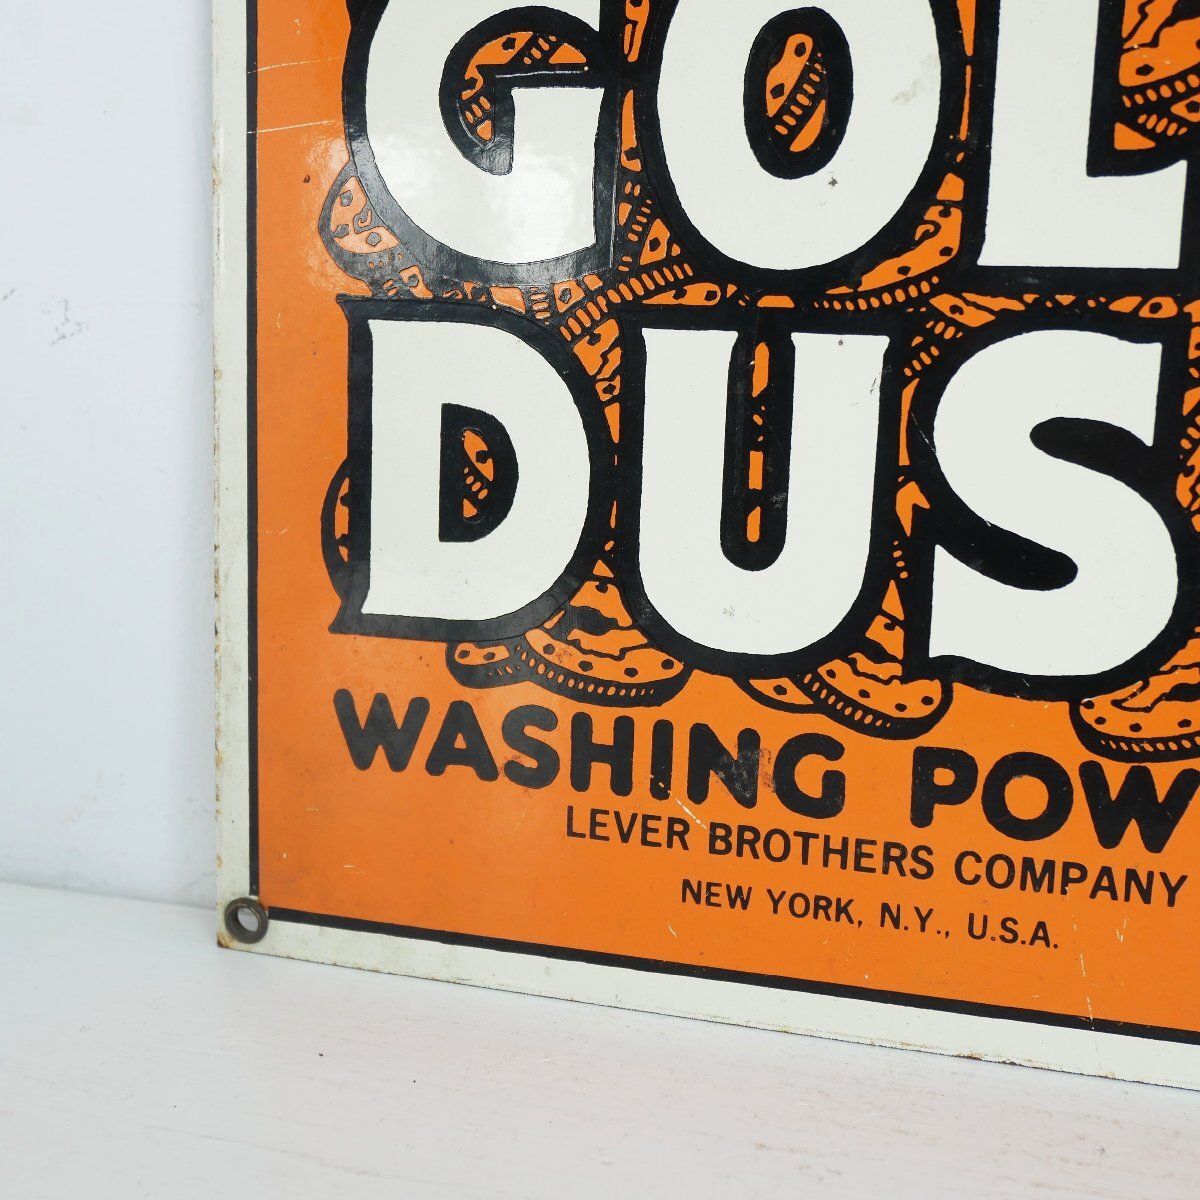 GOL
DUS
WASHING POW
LEVER BROTHERS COMPANY
NEW YORK, N.Y., U.S.A.